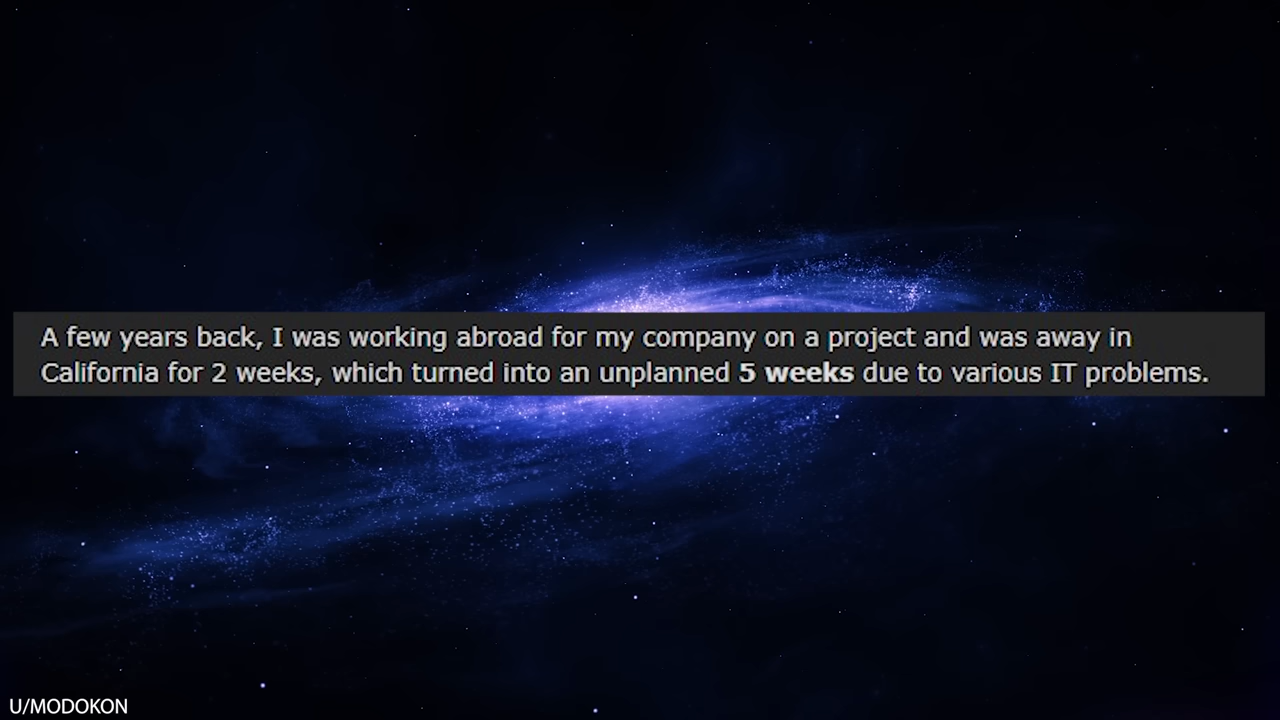 A few years back, I was working abroad for my company on a project and was away in
California for 2 weeks, which turned into an unplanned 5 weeks due to various IT problems.
U/MODOKON